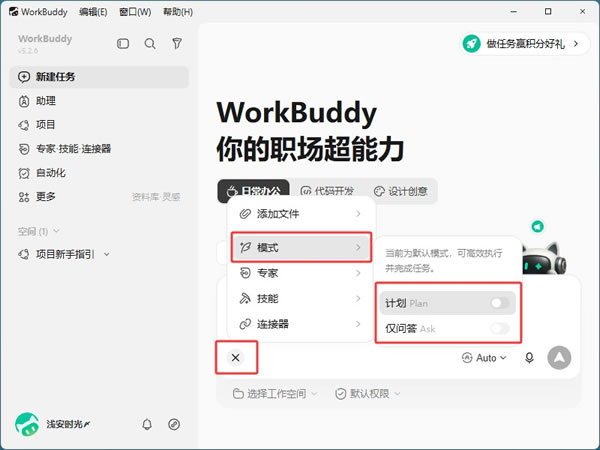 WorkBuddy 编辑(E) 窗口(W) 帮助(H)
WorkBuddy
v5.2.6
做任务赢积分好礼
新建任务
助理
项目
专家·技能·连接器
自动化
更多 资料库·灵感
空间 (1)
项目新手指引
WorkBuddy
你的职场超能力
日常办公 代码开发 设计创意
添加文件
模式
专家
技能
连接器
当前为默认模式，可高效执行
并完成任务。
计划 Plan
仅问答 Ask
Auto
选择工作空间 默认权限
浅安时光